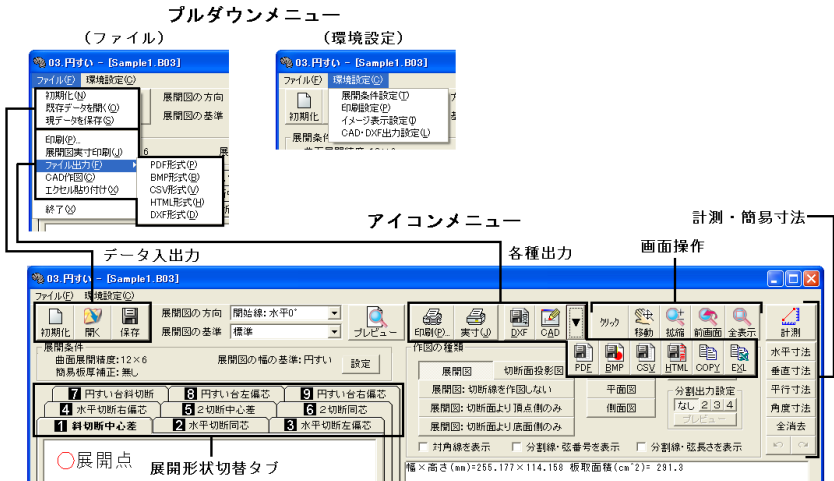 プルダウンメニュー
(ファイル)
(環境設定)
03.円すい - [Sample1.B03]
ファイル(F) 環境設定(C)
初期化(N)
既存データを開く(O)
現データを保存(S)
印刷(P)...
展開図実寸印刷(J)
ファイル出力(F)
CAD作図(C)
エクセル貼り付け(X)
終了(X)
展開図の方向
展開図の基準
PDF形式(P)
BMP形式(B)
CSV形式(V)
HTML形式(H)
DXF形式(D)
03.円すい - [Sample1.B03]
ファイル(F) 環境設定(C)
初期化
展開条件設定(T)
印刷設定(P)
イメージ表示設定(I)
CAD・DXF出力設定(L)
展開条件
アイコンメニュー
計測・簡易寸法
データ入出力
各種出力
画面操作
03.円すい - [Sample1.B03]
ファイル(F) 環境設定(C)
初期化 開く 保存
展開図の方向 開始線:水平0°
展開図の基準 標準
プレビュー
印刷(P)... 実寸(J) DXF CAD ▼
クリック 移動 拡縮 前画面 全表示
計測
PDF BMP CSV HTML COPY EXL
水平寸法
垂直寸法
平行寸法
角度寸法
全消去
展開条件
曲面展開精度:12×6
簡易板厚補正:無し
展開図の幅の基準:円すい
設定
作図の種類
展開図 切断面投影図
展開図:切断線を作図しない
展開図:切断面より頂点側のみ
展開図:切断面より底面側のみ
平面図
側面図
分割出力設定
なし 2 3 4
プレビュー
対角線を表示 分割線・弦番号を表示 分割線・弦長さを表示
7 円すい台斜切断 8 円すい台左偏芯 9 円すい台右偏芯
4 水平切断右偏芯 5 2切断中心差 6 2切断同芯
1 斜切断中心差 2 水平切断同芯 3 水平切断左偏芯
○展開点
展開形状切替タブ
幅×高さ(mm)=255.177×114.158 板取面積(cm^2)= 291.3